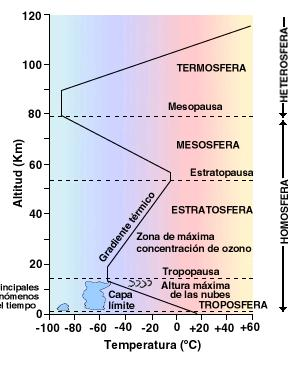 120
100
80
60
40
20
0
Altitud (Km)
TERMOSFERA
Mesopausa
MESOSFERA
Estratopausa
ESTRATOSFERA
Gradiente térmico
Zona de máxima
concentración de ozono
Tropopausa
Altura máxima
de las nubes
Capa
límite
TROPOSFERA
incipales
nómenos
el tiempo
-100 -80 -60 -40 -20 0 +20 +40 +60
Temperatura (°C)
HETEROSFERA
HOMOSFERA